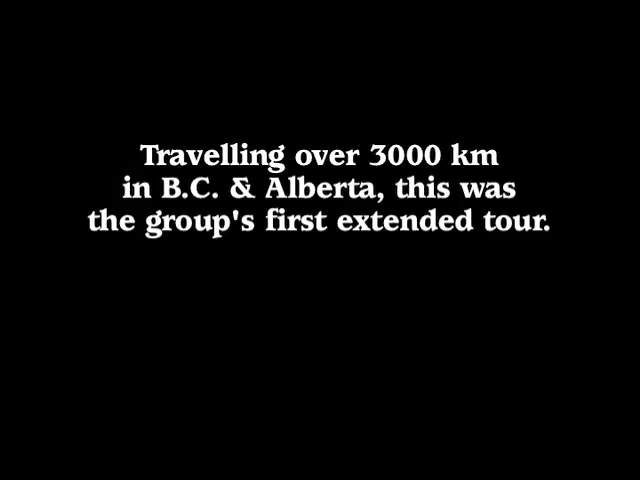 Travelling over 3000 km
in B.C. & Alberta, this was
the group's first extended tour.